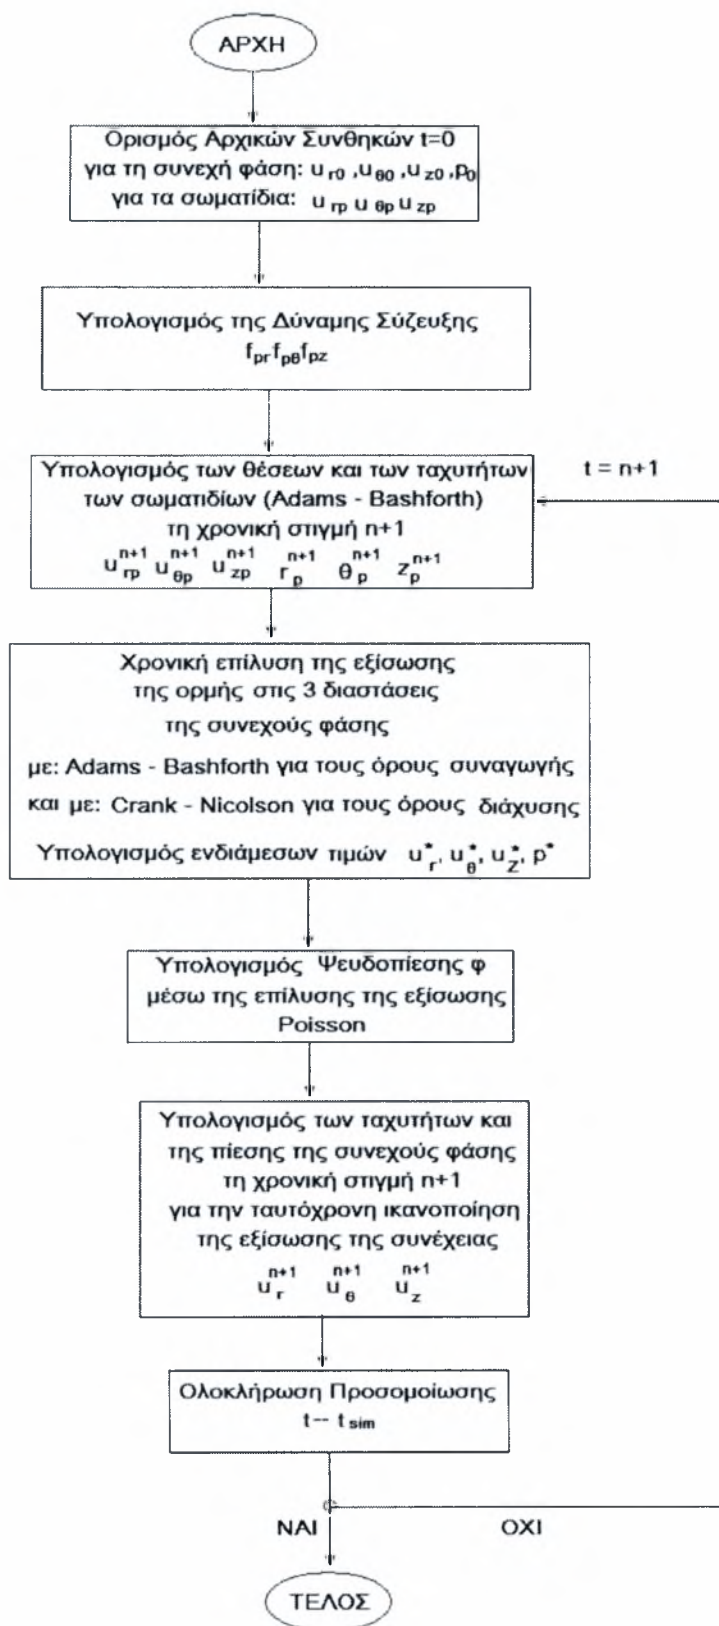 ΑΡΧΗ
Ορισμός Αρχικών Συνθηκών t=0
για τη συνεχή φάση: u r0 ,u θ0 ,u z0 ,p0
για τα σωματίδια: u rp u θp u zp
Υπολογισμός της Δύναμης Σύζευξης
fpr fpθ fpz
Υπολογισμός των θέσεων και των ταχυτήτων
των σωματιδίων (Adams - Bashforth)
τη χρονική στιγμή n+1
u rp n+1 u θp n+1 u zp n+1 r p n+1 θ p n+1 z p n+1
t = n+1
Χρονική επίλυση της εξίσωσης
της ορμής στις 3 διαστάσεις
της συνεχούς φάσης
με: Adams - Bashforth για τους όρους συναγωγής
και με: Crank - Nicolson για τους όρους διάχυσης
Υπολογισμός ενδιάμεσων τιμών u*r, u*θ, u*z, p*
Υπολογισμός Ψευδοπίεσης φ
μέσω της επίλυσης της εξίσωσης
Poisson
Υπολογισμός των ταχυτήτων και
της πίεσης της συνεχούς φάσης
τη χρονική στιγμή n+1
για την ταυτόχρονη ικανοποίηση
της εξίσωσης της συνέχειας
u r n+1 u θ n+1 u z n+1
Ολοκλήρωση Προσομοίωσης
t -- t sim
ΝΑΙ ΟΧΙ
ΤΕΛΟΣ